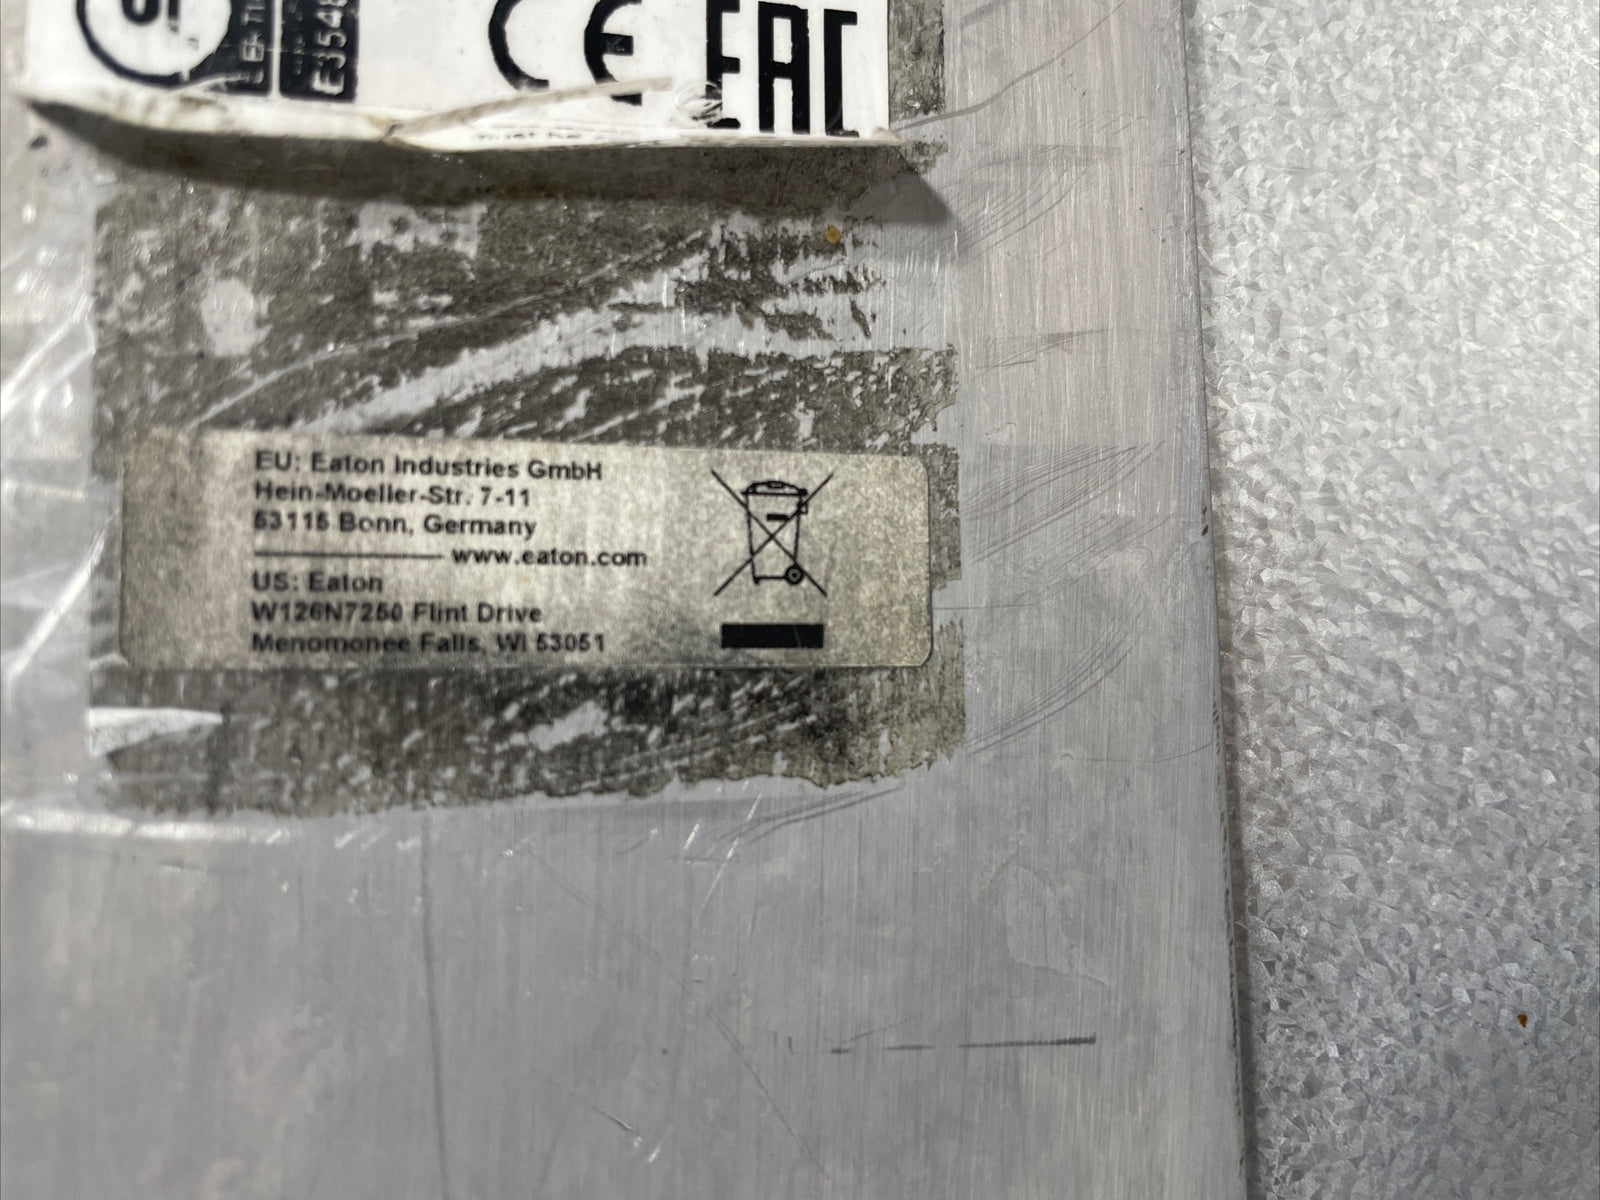 CE EAC
EU: Eaton Industries GmbH
Hein-Moeller-Str. 7-11
53115 Bonn, Germany
www.eaton.com
US: Eaton
W126N7250 Flint Drive
Menomonee Falls, WI 53051